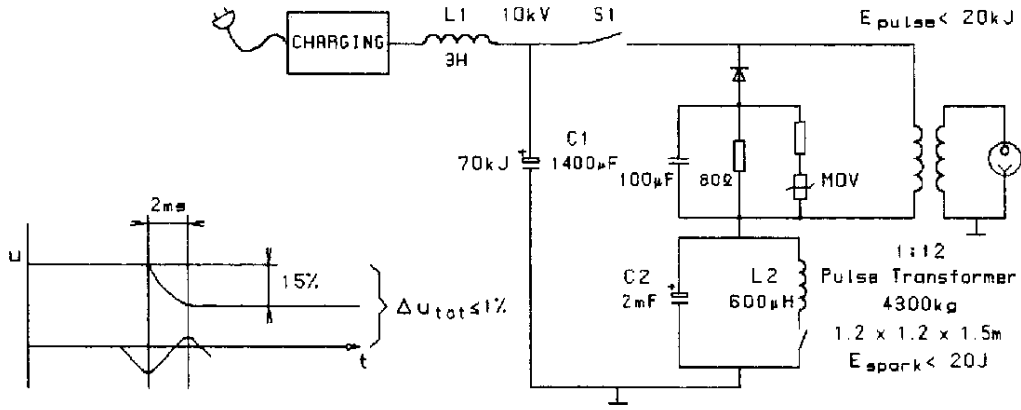 L1
10kV
S1
E pulse < 20kJ
CHARGING
3H
C1
70kJ
1400µF
100µF
80Ω
MOV
2ms
u
15%
Δu tot ≤ 1%
t
C2
2mF
L2
600µH
1:12
Pulse Transformer
4300kg
1.2 x 1.2 x 1.5m
E spark < 20J